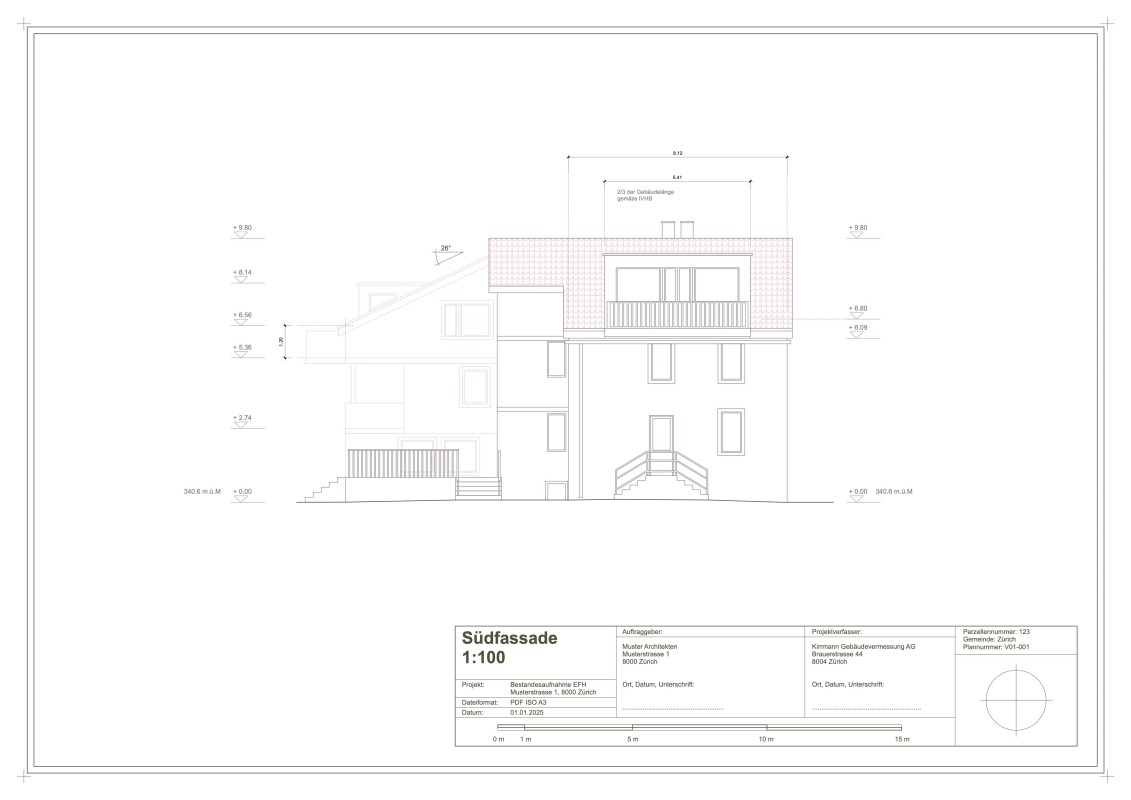 8.12
5.41
2/3 der Gebäudelänge
gemäss IVHB
+ 9.80
+ 9.80
26°
+ 8.14
+ 6.56
+ 6.80
+ 6.09
1.20
+ 5.36
+ 2.74
340.6 m.ü.M + 0.00
+ 0.00 340.6 m.ü.M
Südfassade
1:100
Projekt: Bestandesaufnahme EFH
Musterstrasse 1, 8000 Zürich
Dateiformat: PDF ISO A3
Datum: 01.01.2025
Auftraggeber:
Muster Architekten
Musterstrasse 1
8000 Zürich
Ort, Datum, Unterschrift:
Projektverfasser:
Kirrmann Gebäudevermessung AG
Brauerstrasse 44
8004 Zürich
Ort, Datum, Unterschrift:
Parzellennummer: 123
Gemeinde: Zürich
Plannummer: V01-001
0 m 1 m 5 m 10 m 15 m